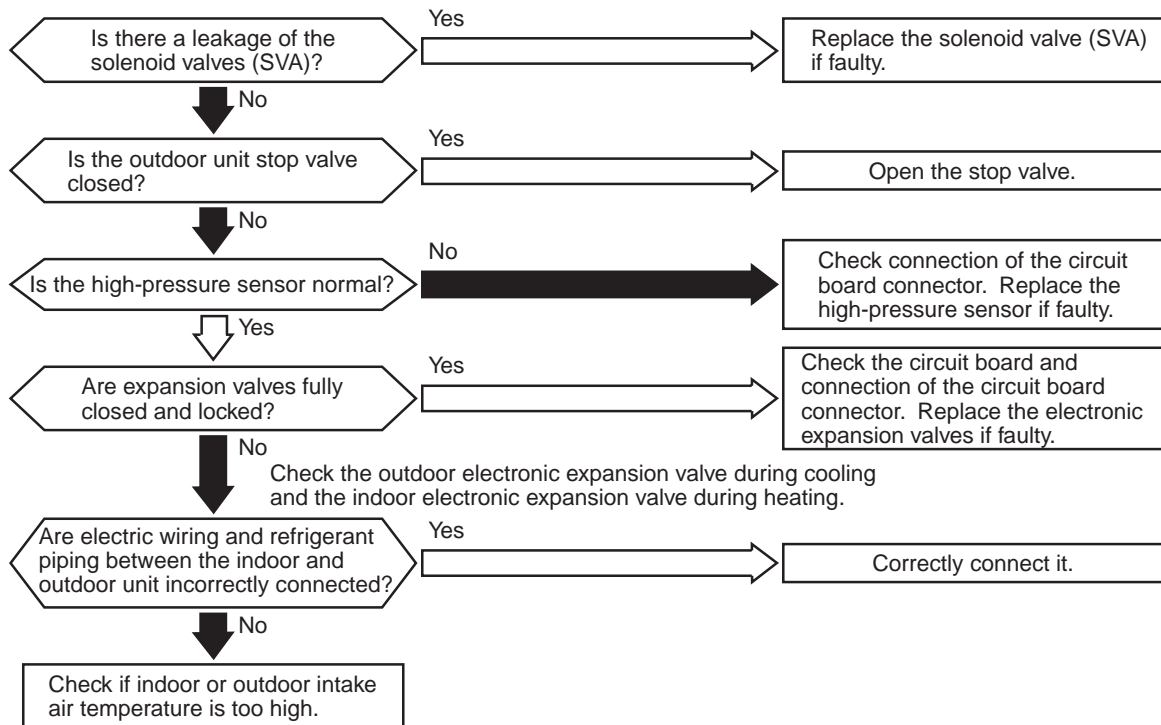 Is there a leakage of the
solenoid valves (SVA)?
Yes
Replace the solenoid valve (SVA)
if faulty.
No
Is the outdoor unit stop valve
closed?
Yes
Open the stop valve.
No
Is the high-pressure sensor normal?
No
Check connection of the circuit
board connector.  Replace the
high-pressure sensor if faulty.
Yes
Are expansion valves fully
closed and locked?
Yes
Check the circuit board and
connection of the circuit board
connector.  Replace the electronic
expansion valves if faulty.
No
Check the outdoor electronic expansion valve during cooling
and the indoor electronic expansion valve during heating.
Are electric wiring and refrigerant
piping between the indoor and
outdoor unit incorrectly connected?
Yes
Correctly connect it.
No
Check if indoor or outdoor intake
air temperature is too high.